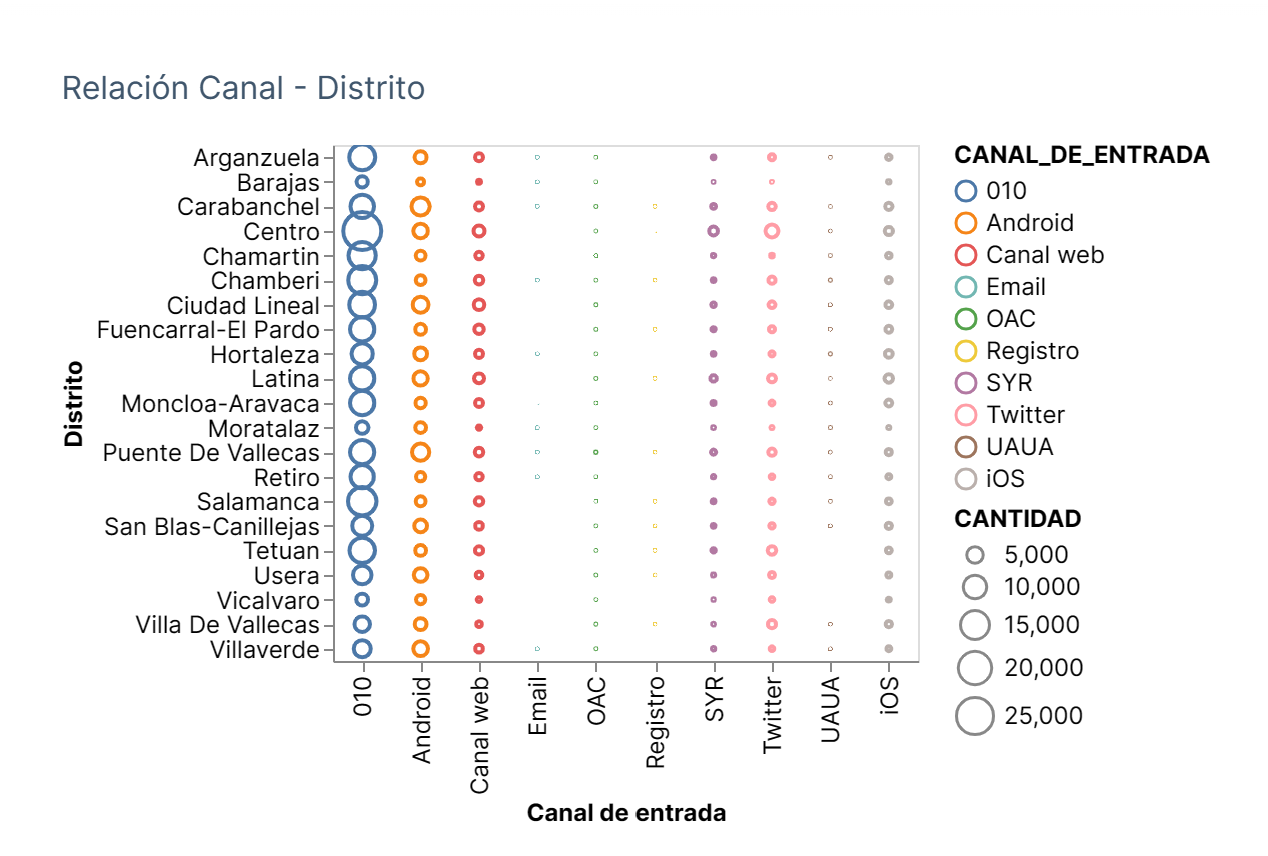 Relación Canal - Distrito
Distrito
Arganzuela
Barajas
Carabanchel
Centro
Chamartin
Chamberi
Ciudad Lineal
Fuencarral-El Pardo
Hortaleza
Latina
Moncloa-Aravaca
Moratalaz
Puente De Vallecas
Retiro
Salamanca
San Blas-Canillejas
Tetuan
Usera
Vicalvaro
Villa De Vallecas
Villaverde
010
Android
Canal web
Email
OAC
Registro
SYR
Twitter
UAUA
iOS
Canal de entrada
CANAL_DE_ENTRADA
010
Android
Canal web
Email
OAC
Registro
SYR
Twitter
UAUA
iOS
CANTIDAD
5,000
10,000
15,000
20,000
25,000